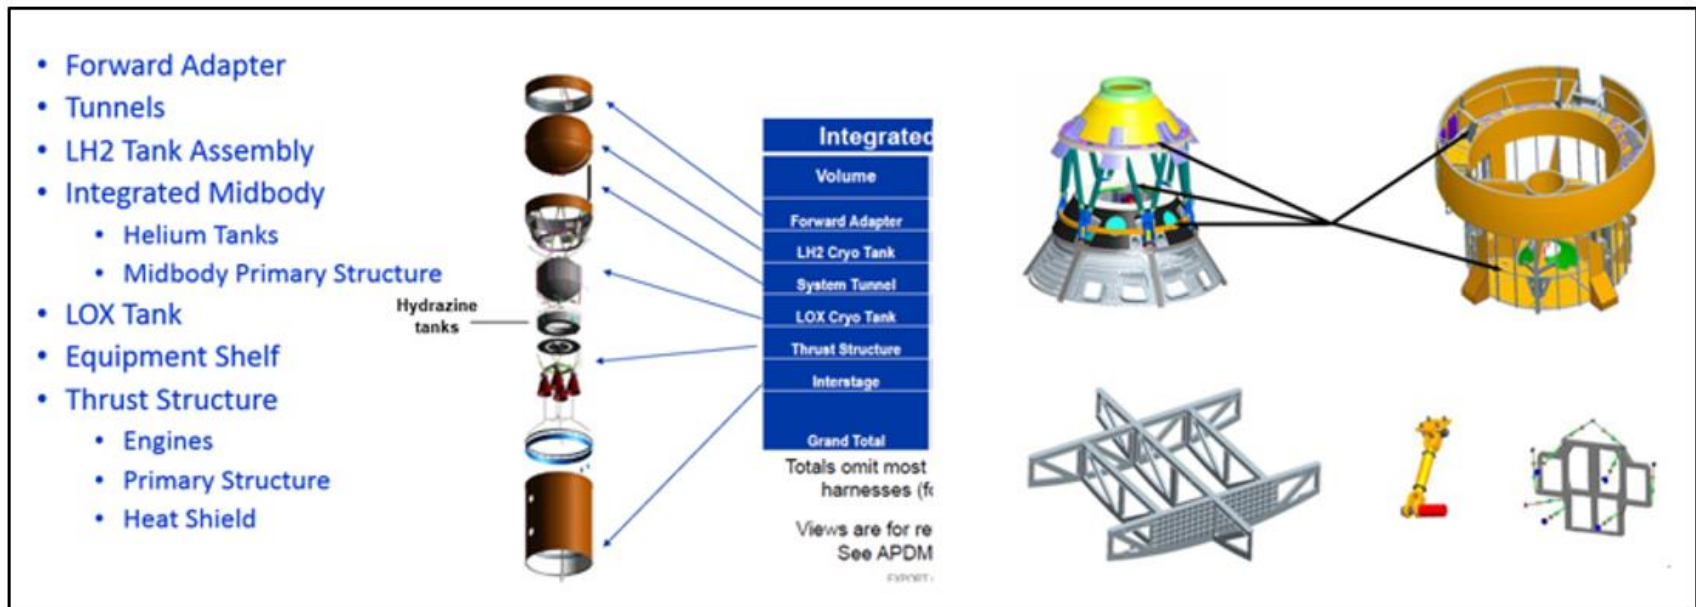 • Forward Adapter
• Tunnels
• LH2 Tank Assembly
• Integrated Midbody
• Helium Tanks
• Midbody Primary Structure
• LOX Tank
• Equipment Shelf
• Thrust Structure
• Engines
• Primary Structure
• Heat Shield
Hydrazine
tanks
Integrated
Volume
Forward Adapter
LH2 Cryo Tank
System Tunnel
LOX Cryo Tank
Thrust Structure
Interstage
Grand Total
Totals omit most
harnesses (f
Views are for re
See APDM
EXPORT